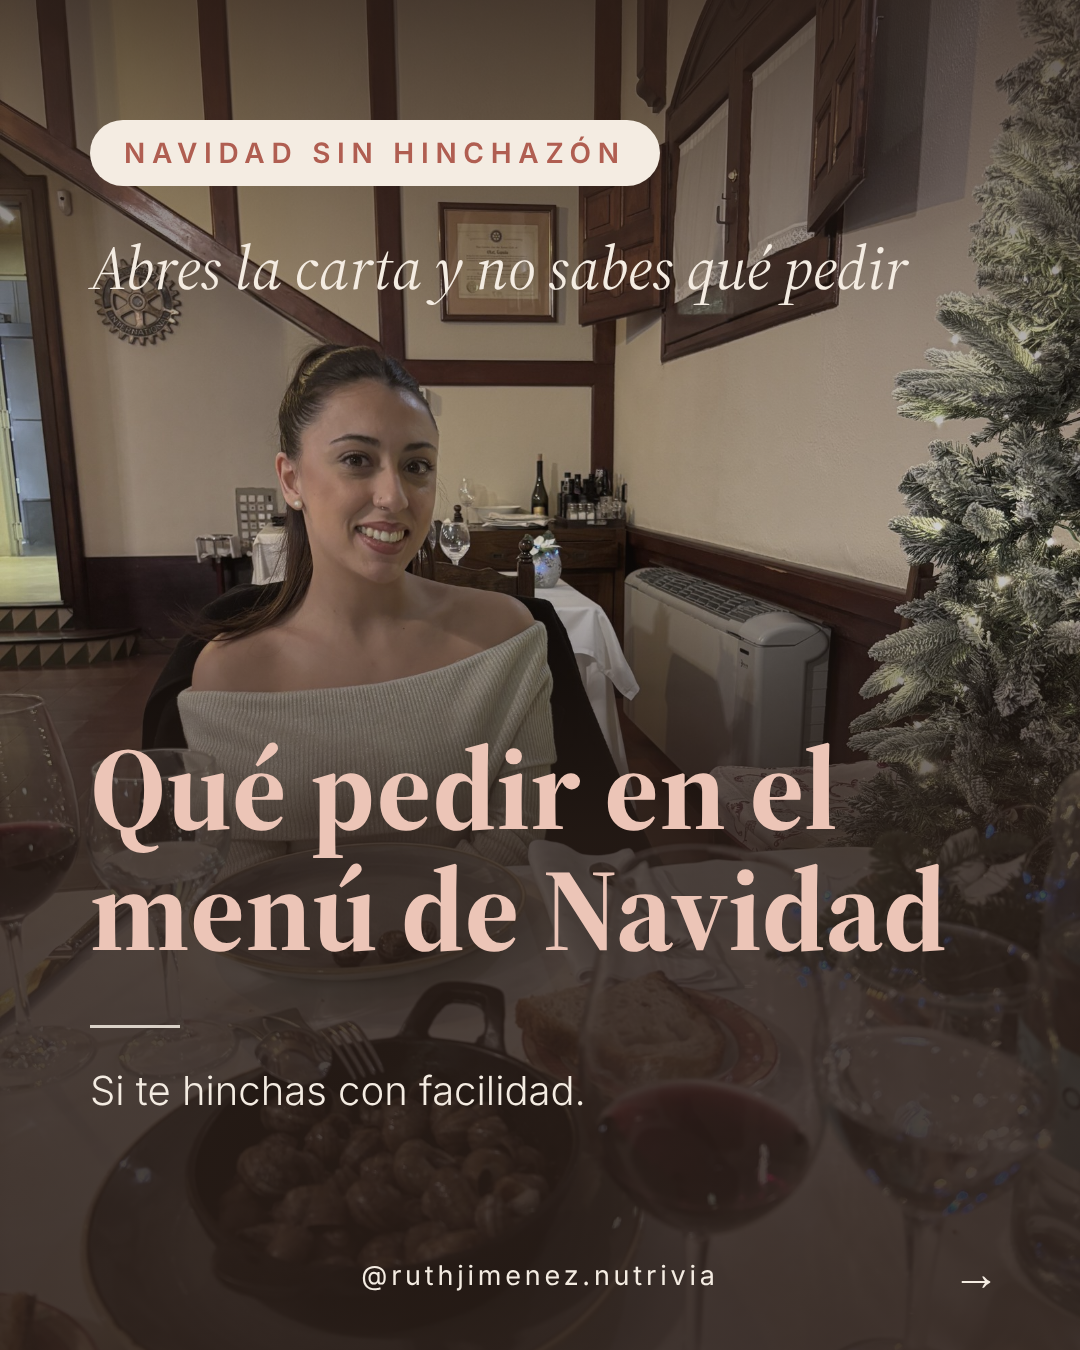 NAVIDAD SIN HINCHAZÓN
Abres la carta y no sabes qué pedir
Qué pedir en el
menú de Navidad
Si te hinchas con facilidad.
@ruthjimenez.nutrivia
→